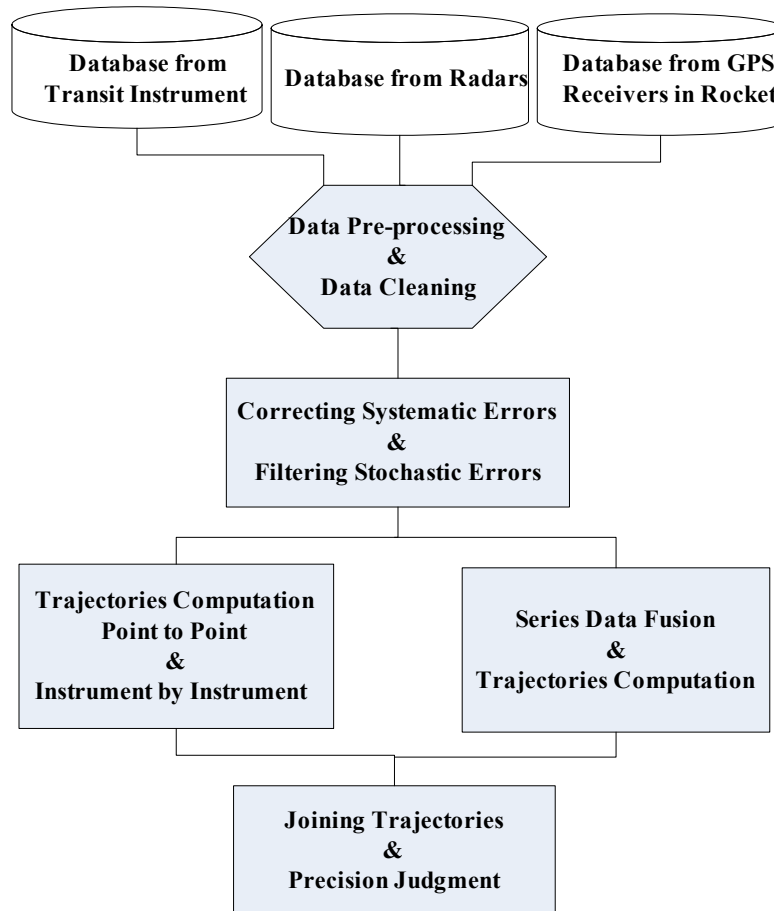 Database from
Transit Instrument
Database from Radars
Database from GPS
Receivers in Rocket
Data Pre-processing
&
Data Cleaning
Correcting Systematic Errors
&
Filtering Stochastic Errors
Trajectories Computation
Point to Point
&
Instrument by Instrument
Series Data Fusion
&
Trajectories Computation
Joining Trajectories
&
Precision Judgment